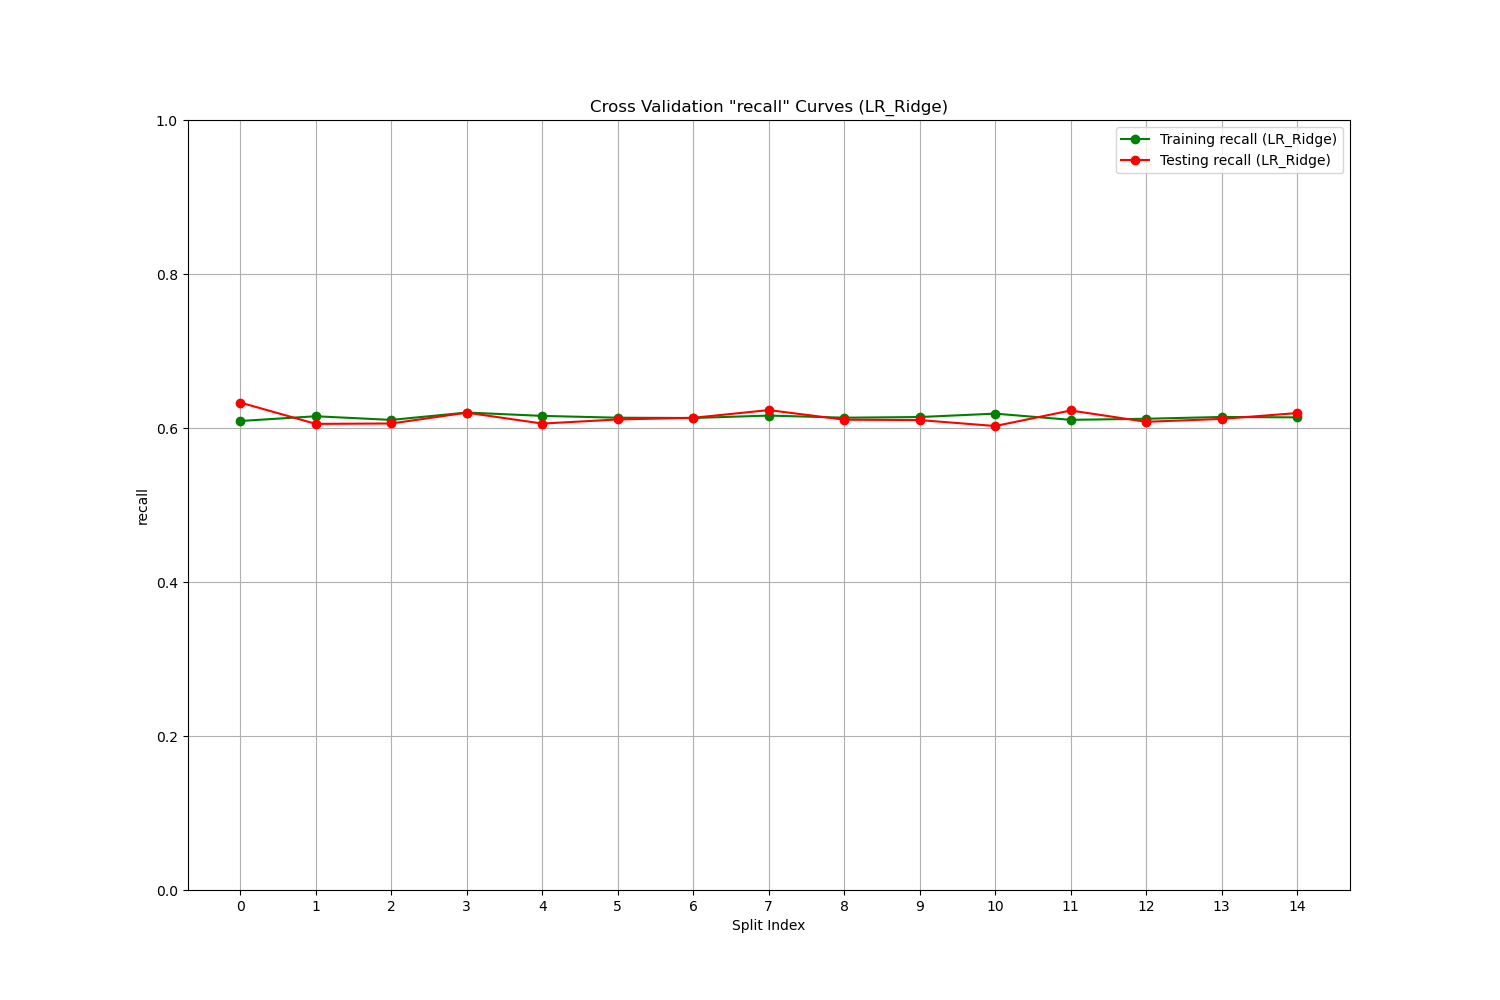 Cross Validation "recall" Curves (LR_Ridge)
Training recall (LR_Ridge)
Testing recall (LR_Ridge)
1.0
0.8
0.6
0.4
0.2
0.0
recall
0 1 2 3 4 5 6 7 8 9 10 11 12 13 14
Split Index